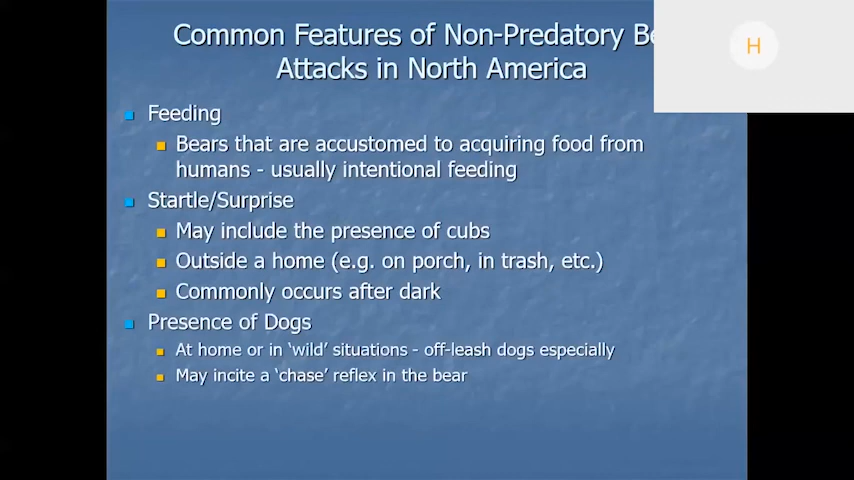 Common Features of Non-Predatory
Attacks in North America
H
Feeding
Bears that are accustomed to acquiring food from
humans - usually intentional feeding
Startle/Surprise
May include the presence of cubs
Outside a home (e.g. on porch, in trash, etc.)
Commonly occurs after dark
Presence of Dogs
At home or in ‘wild’ situations - off-leash dogs especially
May incite a ‘chase’ reflex in the bear